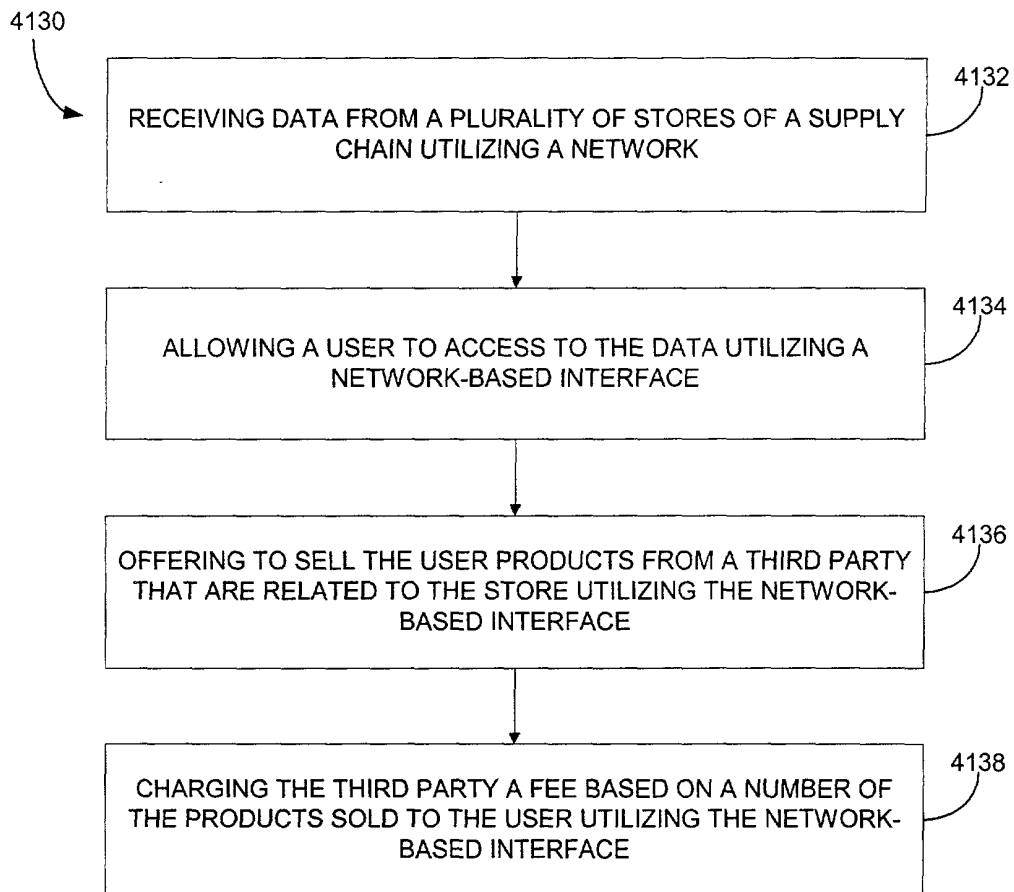 4130
4132
RECEIVING DATA FROM A PLURALITY OF STORES OF A SUPPLY
CHAIN UTILIZING A NETWORK
4134
ALLOWING A USER TO ACCESS TO THE DATA UTILIZING A
NETWORK-BASED INTERFACE
4136
OFFERING TO SELL THE USER PRODUCTS FROM A THIRD PARTY
THAT ARE RELATED TO THE STORE UTILIZING THE NETWORK-
BASED INTERFACE
4138
CHARGING THE THIRD PARTY A FEE BASED ON A NUMBER OF
THE PRODUCTS SOLD TO THE USER UTILIZING THE NETWORK-
BASED INTERFACE